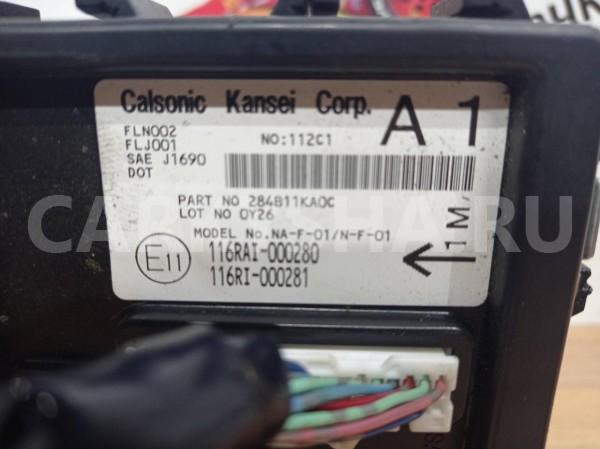 Calsonic Kansei Corp.
A 1
FLN002
FLJ001
SAE J1690
DOT
NO:112C1
PART NO 284B11KA0C
LOT NO 0Y26
MODEL No.NA-F-01/N-F-01
E11
116RAI-000280
116RI-000281
1M